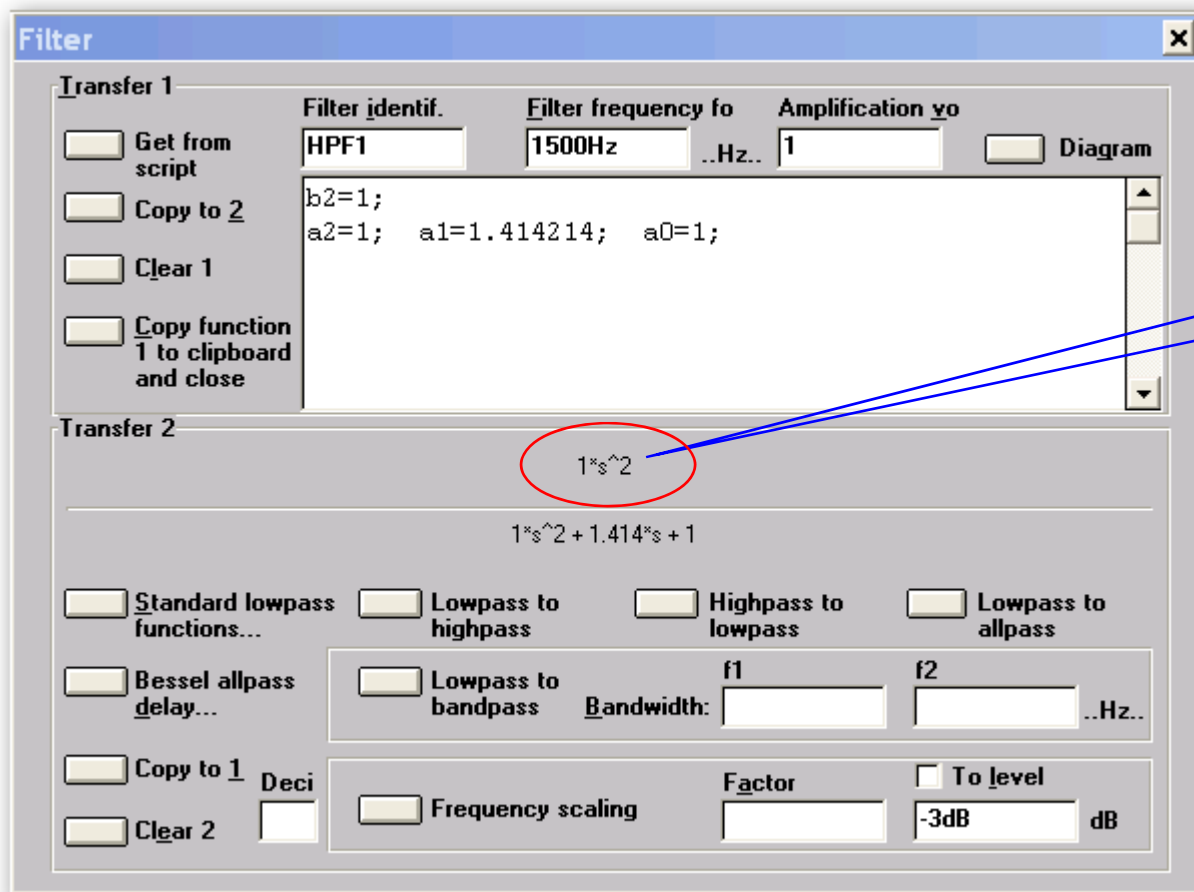 Filter
Transfer 1
Filter identif. Filter frequency fo Amplification vo
Get from script
HPF1 1500Hz ..Hz.. 1 Diagram
Copy to 2
b2=1;
a2=1; a1=1.414214; a0=1;
Clear 1
Copy function
1 to clipboard
and close
Transfer 2
1*s^2
1*s^2 + 1.414*s + 1
Standard lowpass functions...
Lowpass to highpass
Highpass to lowpass
Lowpass to allpass
Bessel allpass delay...
Lowpass to bandpass
Bandwidth: f1 f2 ..Hz..
Copy to 1
Deci
Clear 2
Frequency scaling
Factor
To level
-3dB dB